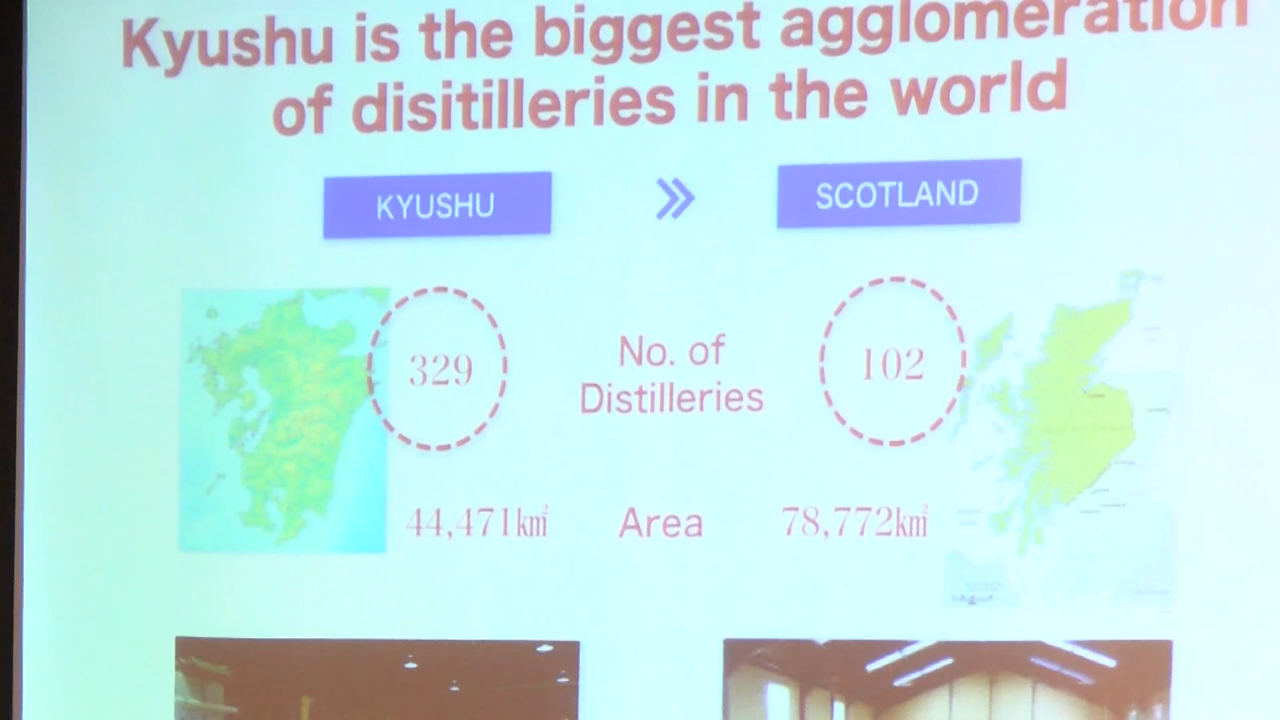 Kyushu is the biggest agglomeration
of disitilleries in the world
KYUSHU
»
SCOTLAND
329
No. of
Distilleries
102
44,471㎢
Area
78,772㎢